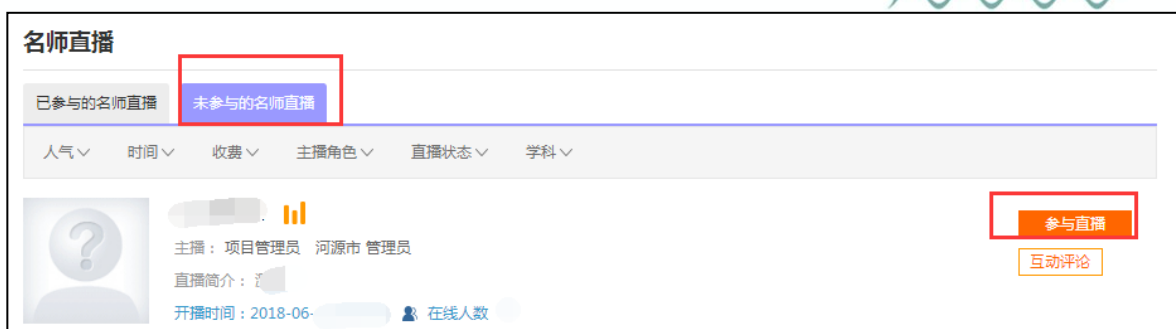 名师直播
已参与的名师直播 未参与的名师直播
人气 时间 收费 主播角色 直播状态 学科
主播：项目管理员 河源市 管理员
参与直播
直播简介：
互动评论
开播时间：2018-06- 在线人数